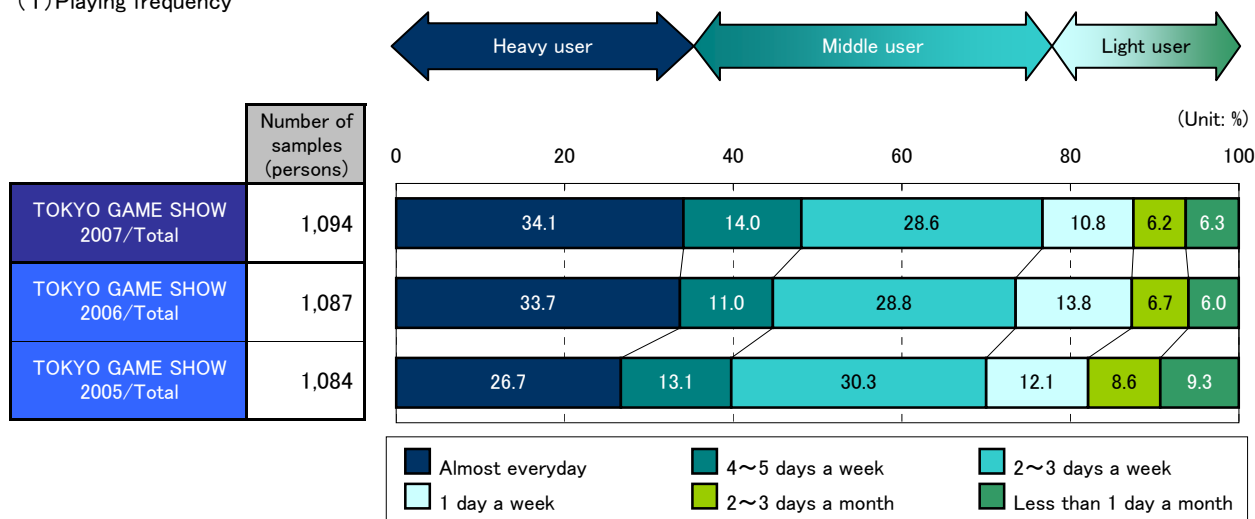 (1)Playing frequency
Heavy user
Middle user
Light user
Number of
samples
(persons)
(Unit: %)
0 20 40 60 80 100
TOKYO GAME SHOW
2007/Total
1,094
34.1 14.0 28.6 10.8 6.2 6.3
TOKYO GAME SHOW
2006/Total
1,087
33.7 11.0 28.8 13.8 6.7 6.0
TOKYO GAME SHOW
2005/Total
1,084
26.7 13.1 30.3 12.1 8.6 9.3
Almost everyday
4～5 days a week
2～3 days a week
1 day a week
2～3 days a month
Less than 1 day a month